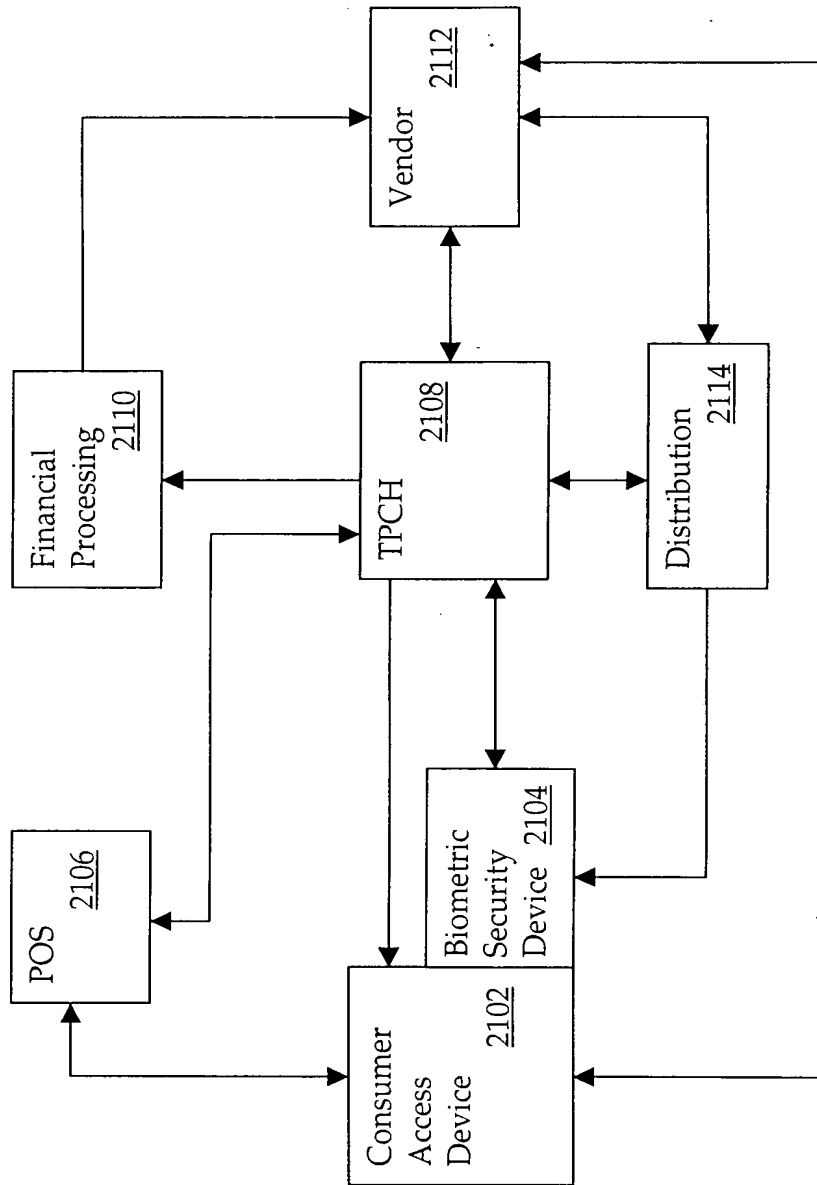 POS
2106
Financial
Processing
2110
Consumer
Access
Device
2102
Biometric
Security
Device 2104
TPCH
2108
Vendor
2112
Distribution
2114